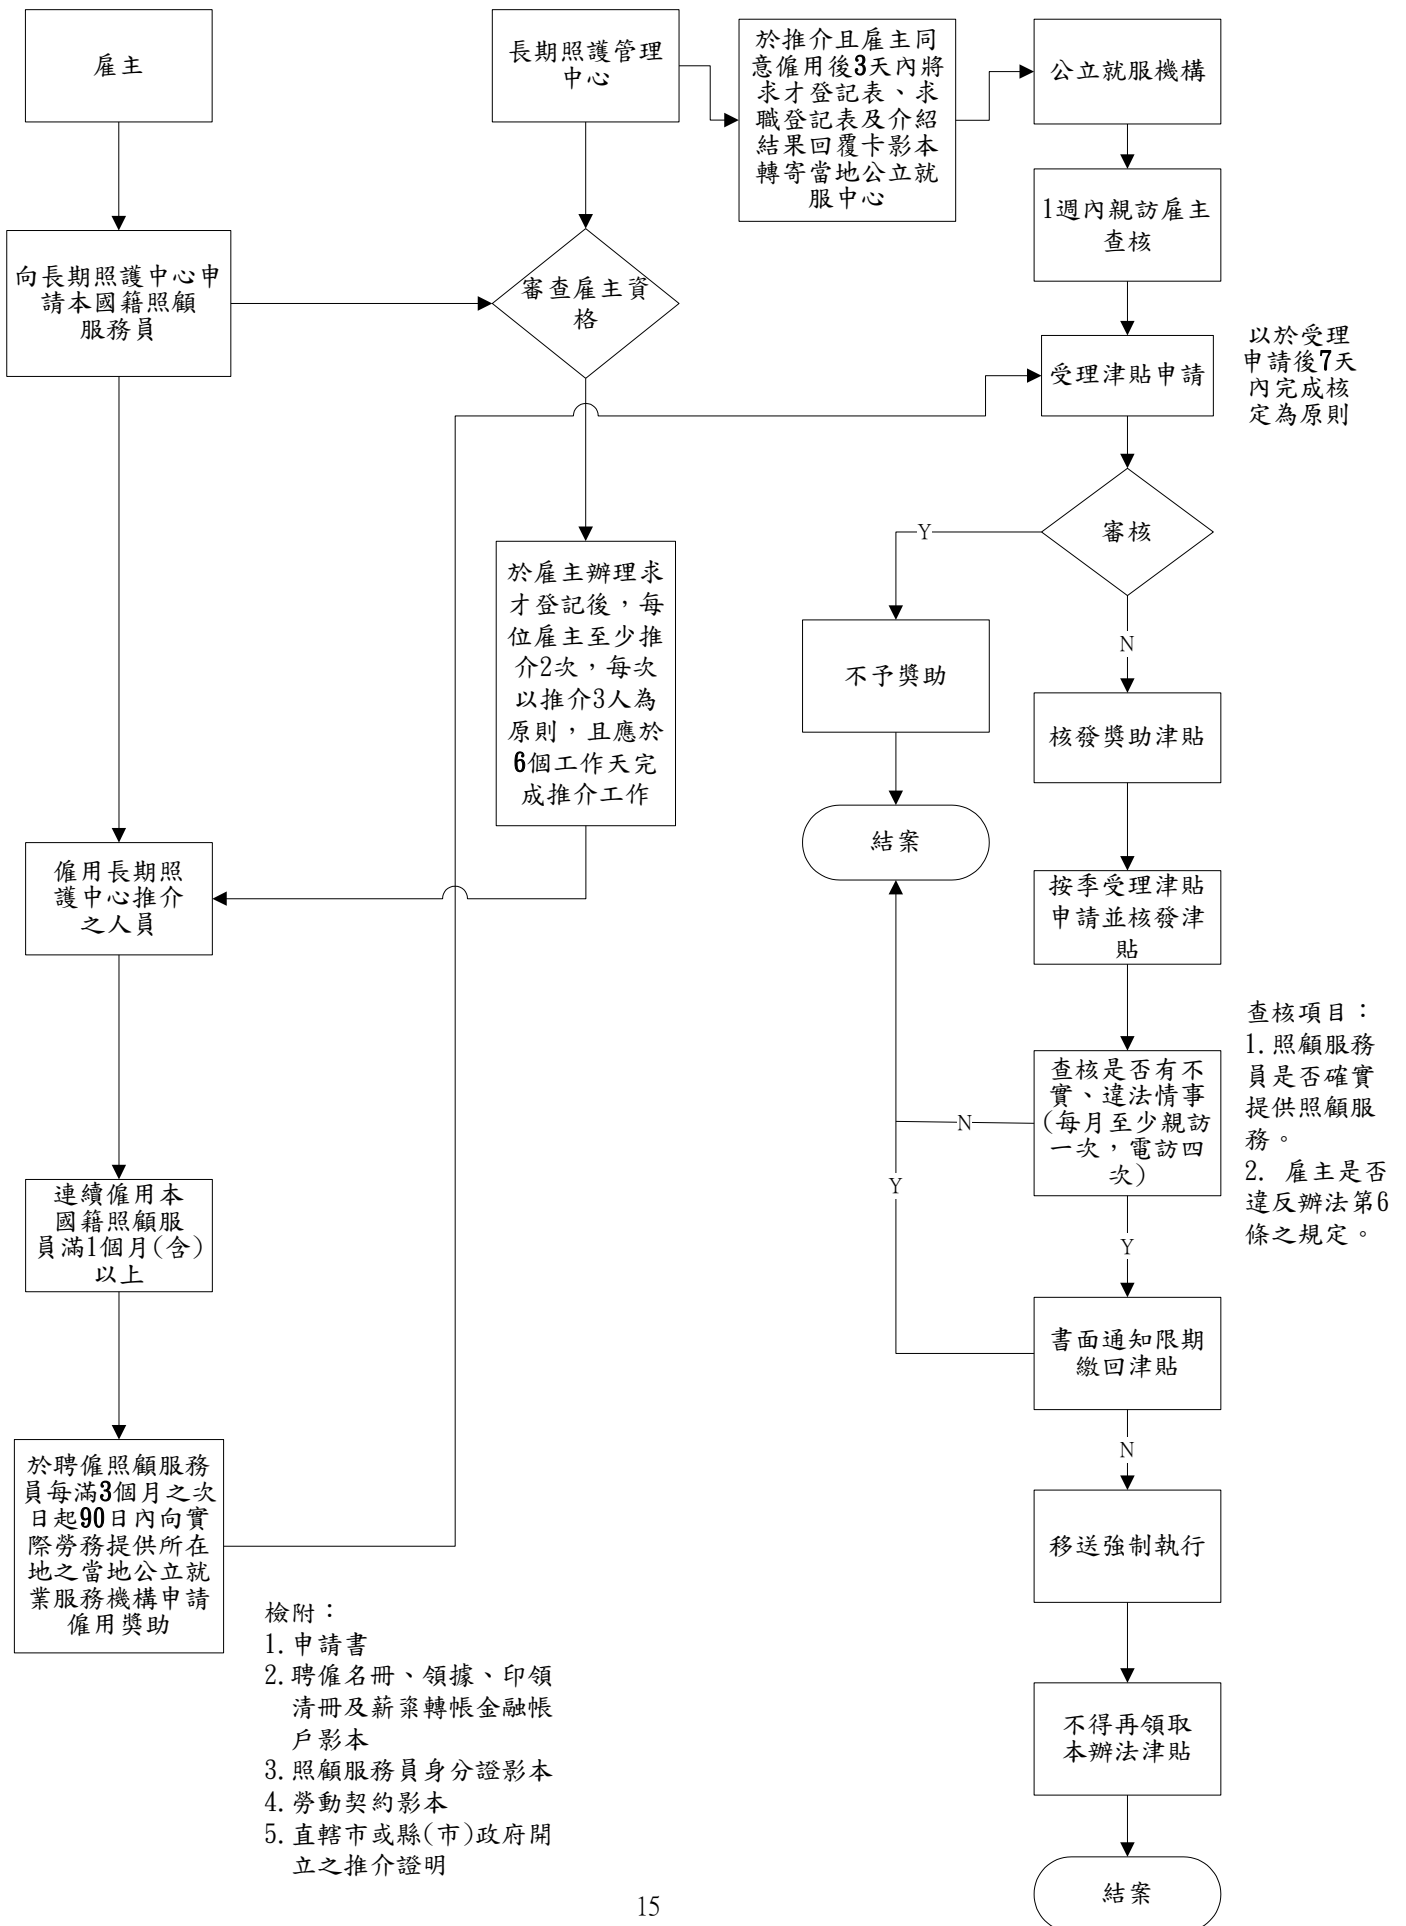 雇主
長期照護管理
中心
於推介且雇主同
意僱用後3天內將
求才登記表、求
職登記表及介紹
結果回覆卡影本
轉寄當地公立就
服中心
公立就服機構
1週內親訪雇主
查核
向長期照護中心申
請本國籍照顧
服務員
審查雇主資
格
受理津貼申請
以於受理
申請後7天
內完成核
定為原則
審核
Y
N
於雇主辦理求
才登記後，每
位雇主至少推
介2次，每次
以推介3人為
原則，且應於
6個工作天完
成推介工作
不予獎助
核發獎助津貼
結案
僱用長期照
護中心推介
之人員
按季受理津貼
申請並核發津
貼
查核是否有不
實、違法情事
(每月至少親訪
一次，電訪四
次)
查核項目：
1.照顧服務
員是否確實
提供照顧服
務。
2. 雇主是否
違反辦法第6
條之規定。
N
Y
Y
連續僱用本
國籍照顧服
員滿1個月(含)
以上
書面通知限期
繳回津貼
N
於聘僱照顧服務
員每滿3個月之次
日起90日內向實
際勞務提供所在
地之當地公立就
業服務機構申請
僱用獎助
移送強制執行
檢附：
1.申請書
2.聘僱名冊、領據、印領
清冊及薪粢轉帳金融帳
戶影本
3.照顧服務員身分證影本
4.勞動契約影本
5.直轄市或縣(市)政府開
立之推介證明
不得再領取
本辦法津貼
結案
15